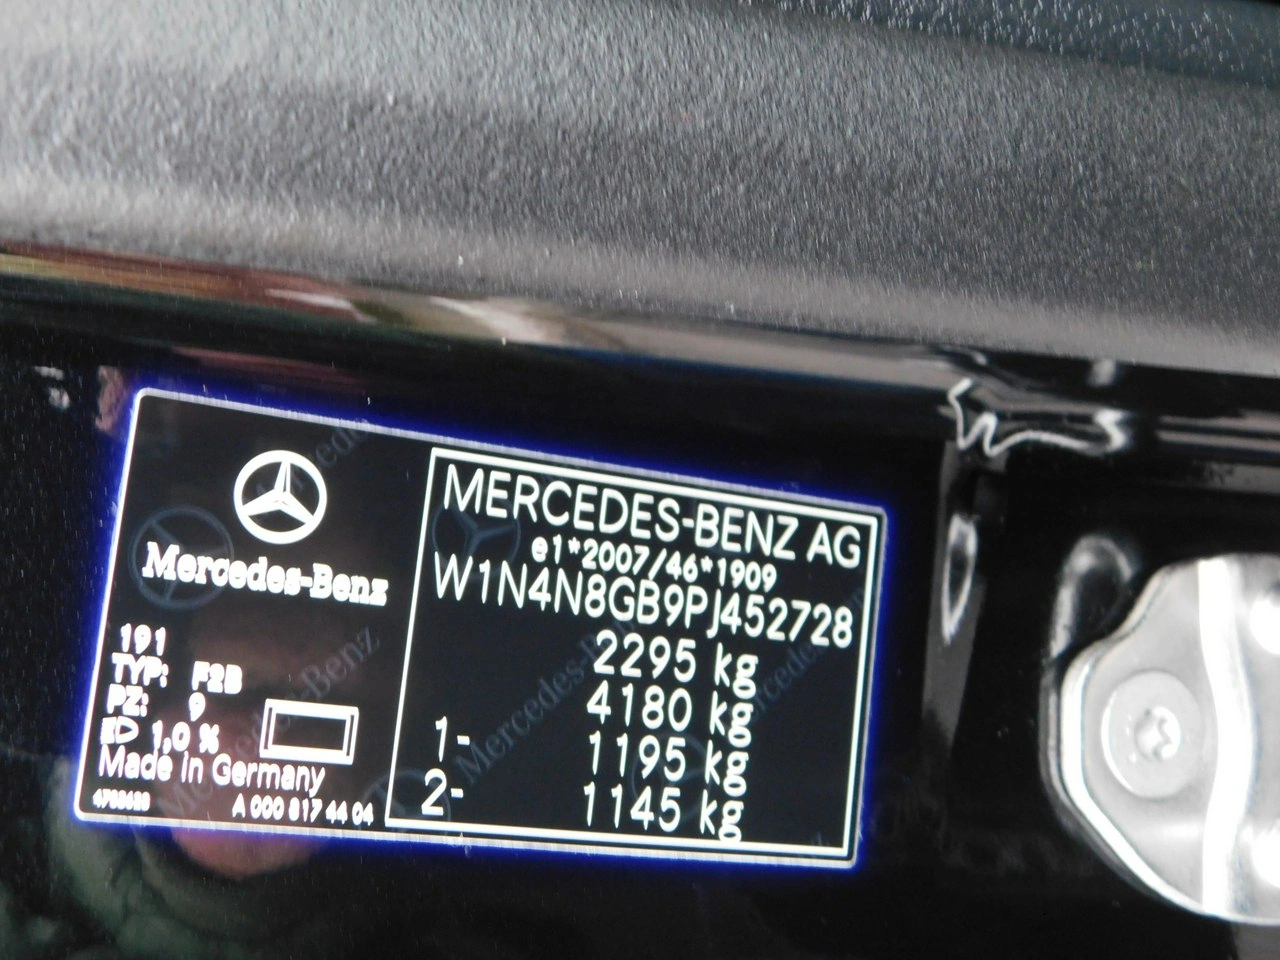 Mercedes-Benz
191
TYP: F2B
PZ: 9
1,0 %
Made in Germany
A 000 817 44 04
MERCEDES-BENZ AG
e1*2007/46*1909
W1N4N8GB9PJ452728
2295 kg
4180 kg
1- 1195 kg
2- 1145 kg